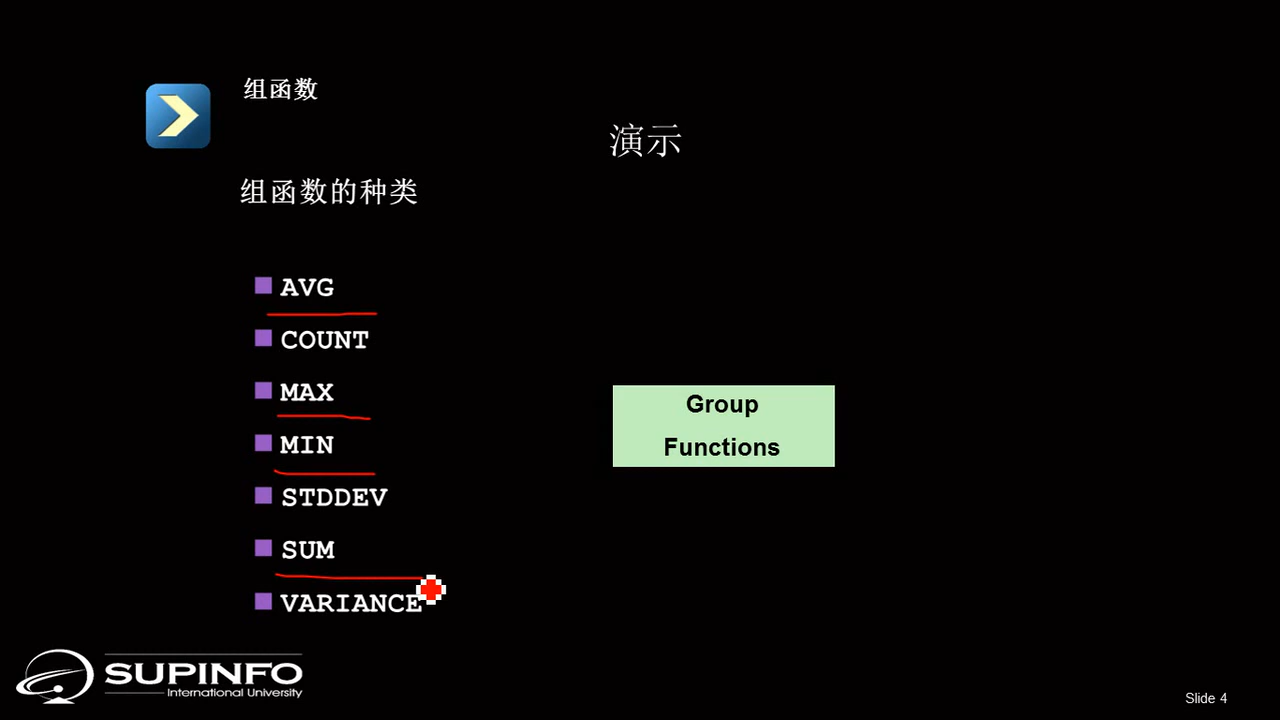 组函数
演示
组函数的种类
AVG
COUNT
MAX
MIN
STDDEV
SUM
VARIANCE
Group
Functions
SUPINFO
International University
Slide 4